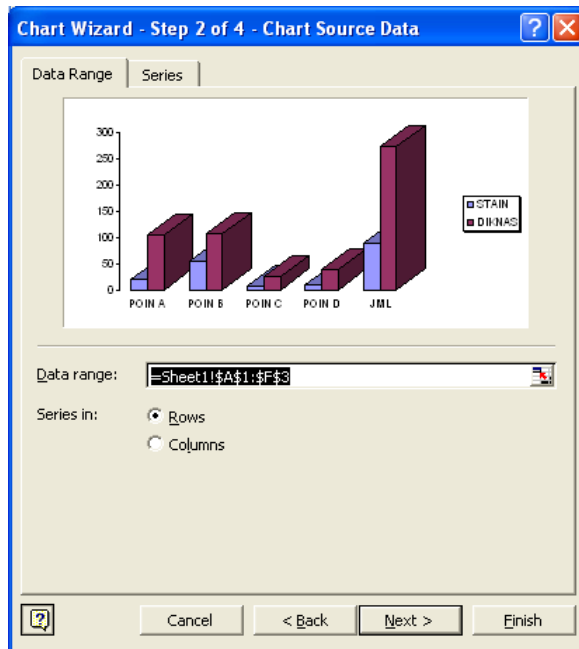 Chart Wizard - Step 2 of 4 - Chart Source Data
Data Range
Series
300
250
200
150
100
50
0
POIN A
POIN B
POIN C
POIN D
JML
STAIN
DIKNAS
Data range:
=Sheet1!$A$1:$F$3
Series in:
Rows
Columns
Cancel
< Back
Next >
Finish